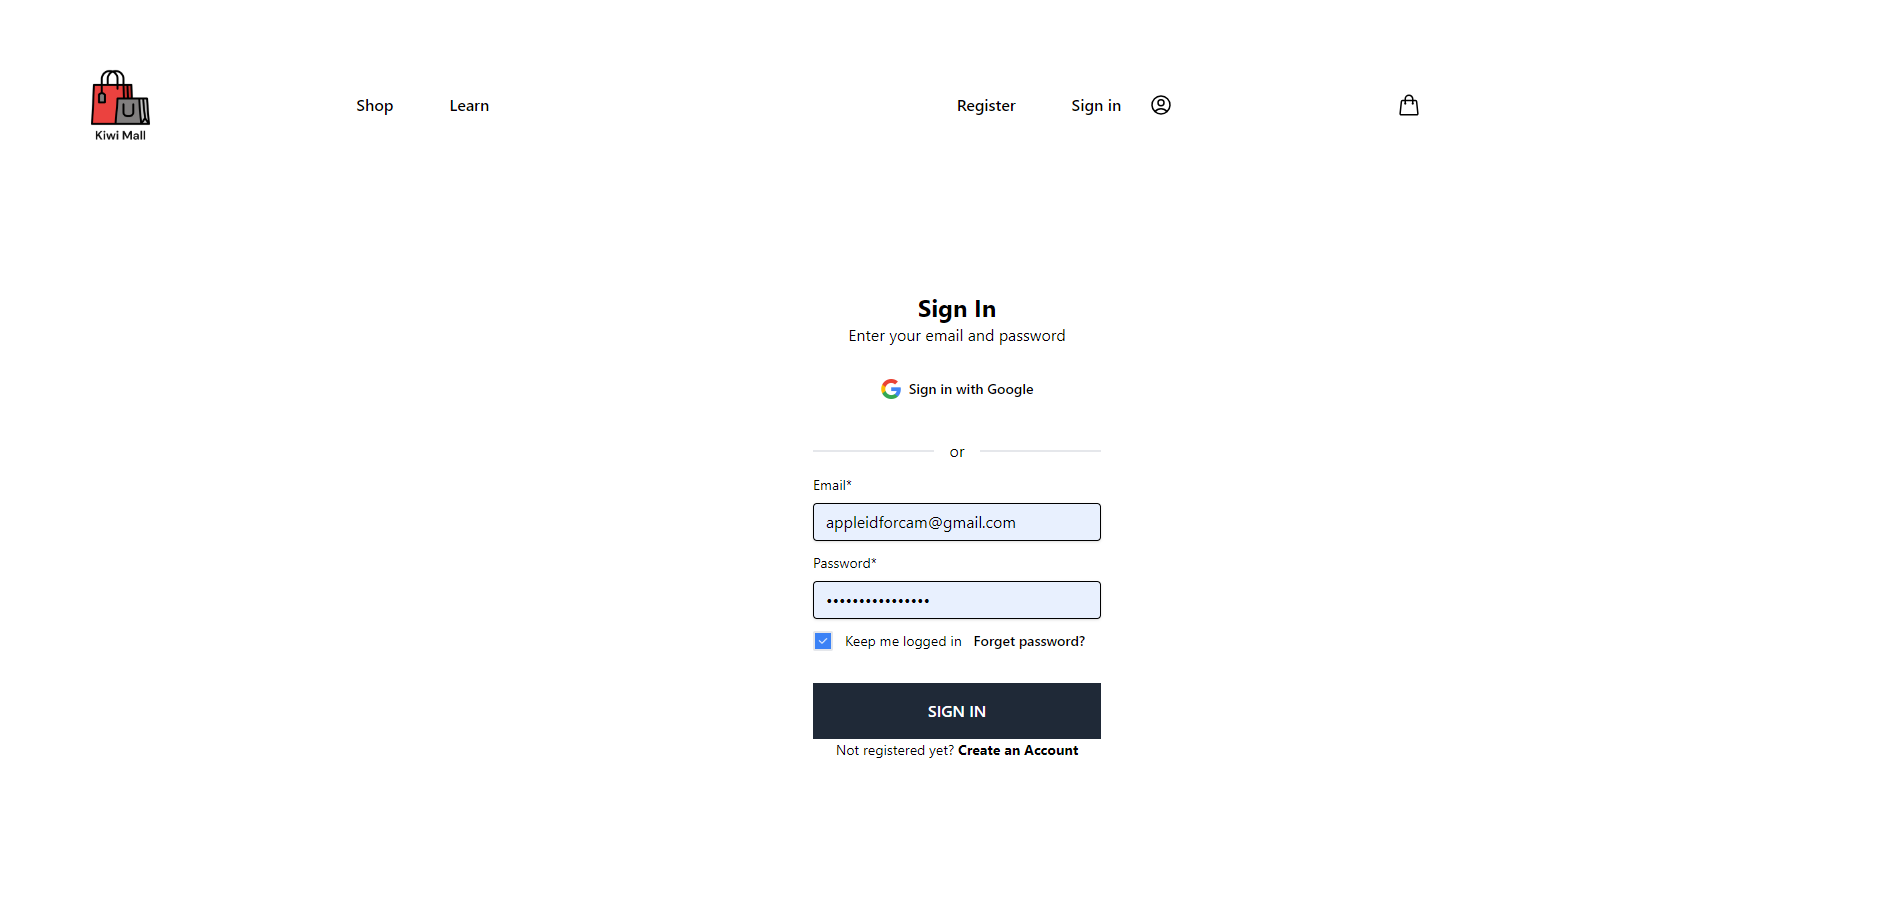 Shop Learn Register Sign in
U
Kiwi Mall
Sign In
Enter your email and password
Sign in with Google
or
Email*
appleidforcam@gmail.com
Password*
••••••••••••••••
Keep me logged in Forget password?
SIGN IN
Not registered yet? Create an Account